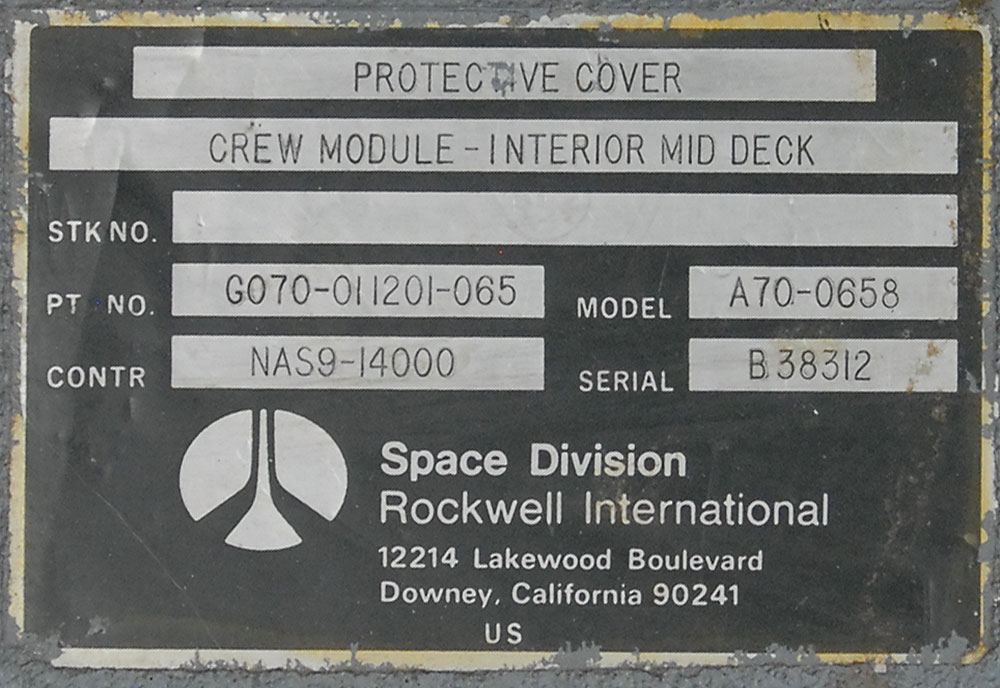 PROTECTIVE COVER
CREW MODULE - INTERIOR MID DECK
STK NO.
PT NO. G070-011201-065 MODEL A70-0658
CONTR NAS9-14000 SERIAL B38312
Space Division
Rockwell International
12214 Lakewood Boulevard
Downey, California 90241
US